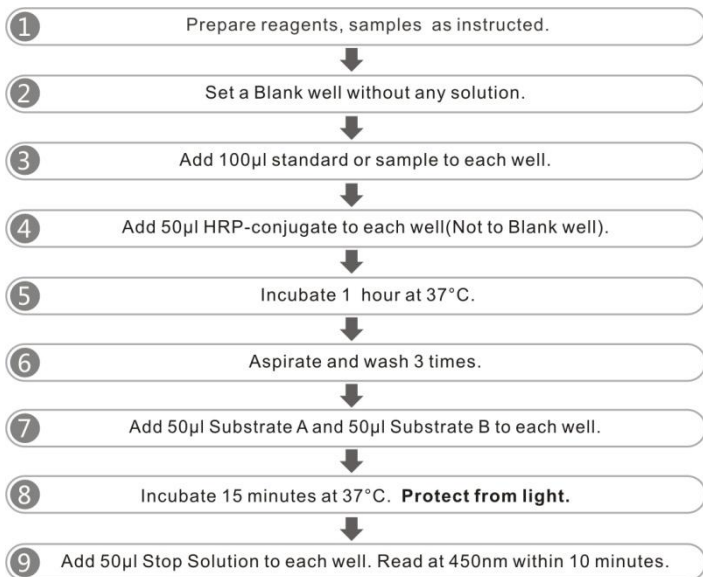 1 Prepare reagents, samples as instructed.
2 Set a Blank well without any solution.
3 Add 100μl standard or sample to each well.
4 Add 50μl HRP-conjugate to each well(Not to Blank well).
5 Incubate 1 hour at 37°C.
6 Aspirate and wash 3 times.
7 Add 50μl Substrate A and 50μl Substrate B to each well.
8 Incubate 15 minutes at 37°C. Protect from light.
9 Add 50μl Stop Solution to each well. Read at 450nm within 10 minutes.